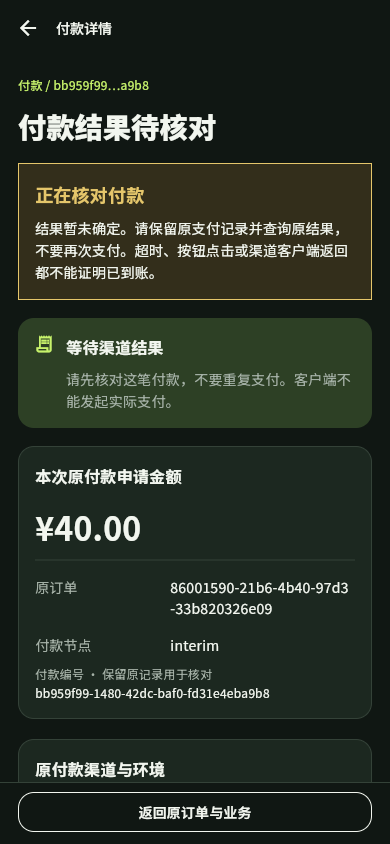 付款详情
付款 / bb959f99...a9b8
付款结果待核对
正在核对付款
结果暂未确定。请保留原支付记录并查询原结果，
不要再次支付。超时、按钮点击或渠道客户端返回
都不能证明已到账。
等待渠道结果
请先核对这笔付款，不要重复支付。客户端不
能发起实际支付。
本次原付款申请金额
¥40.00
原订单
86001590-21b6-4b40-97d3
-33b820326e09
付款节点
interim
付款编号 · 保留原记录用于核对
bb959f99-1480-42dc-baf0-fd31e4eba9b8
原付款渠道与环境
返回原订单与业务